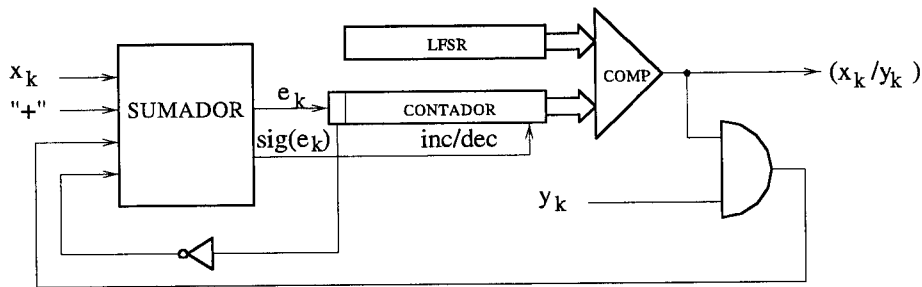 LFSR
COMP
(x_k/y_k)
x_k
"+"
SUMADOR
e_k
CONTADOR
sig(e_k)
inc/dec
y_k